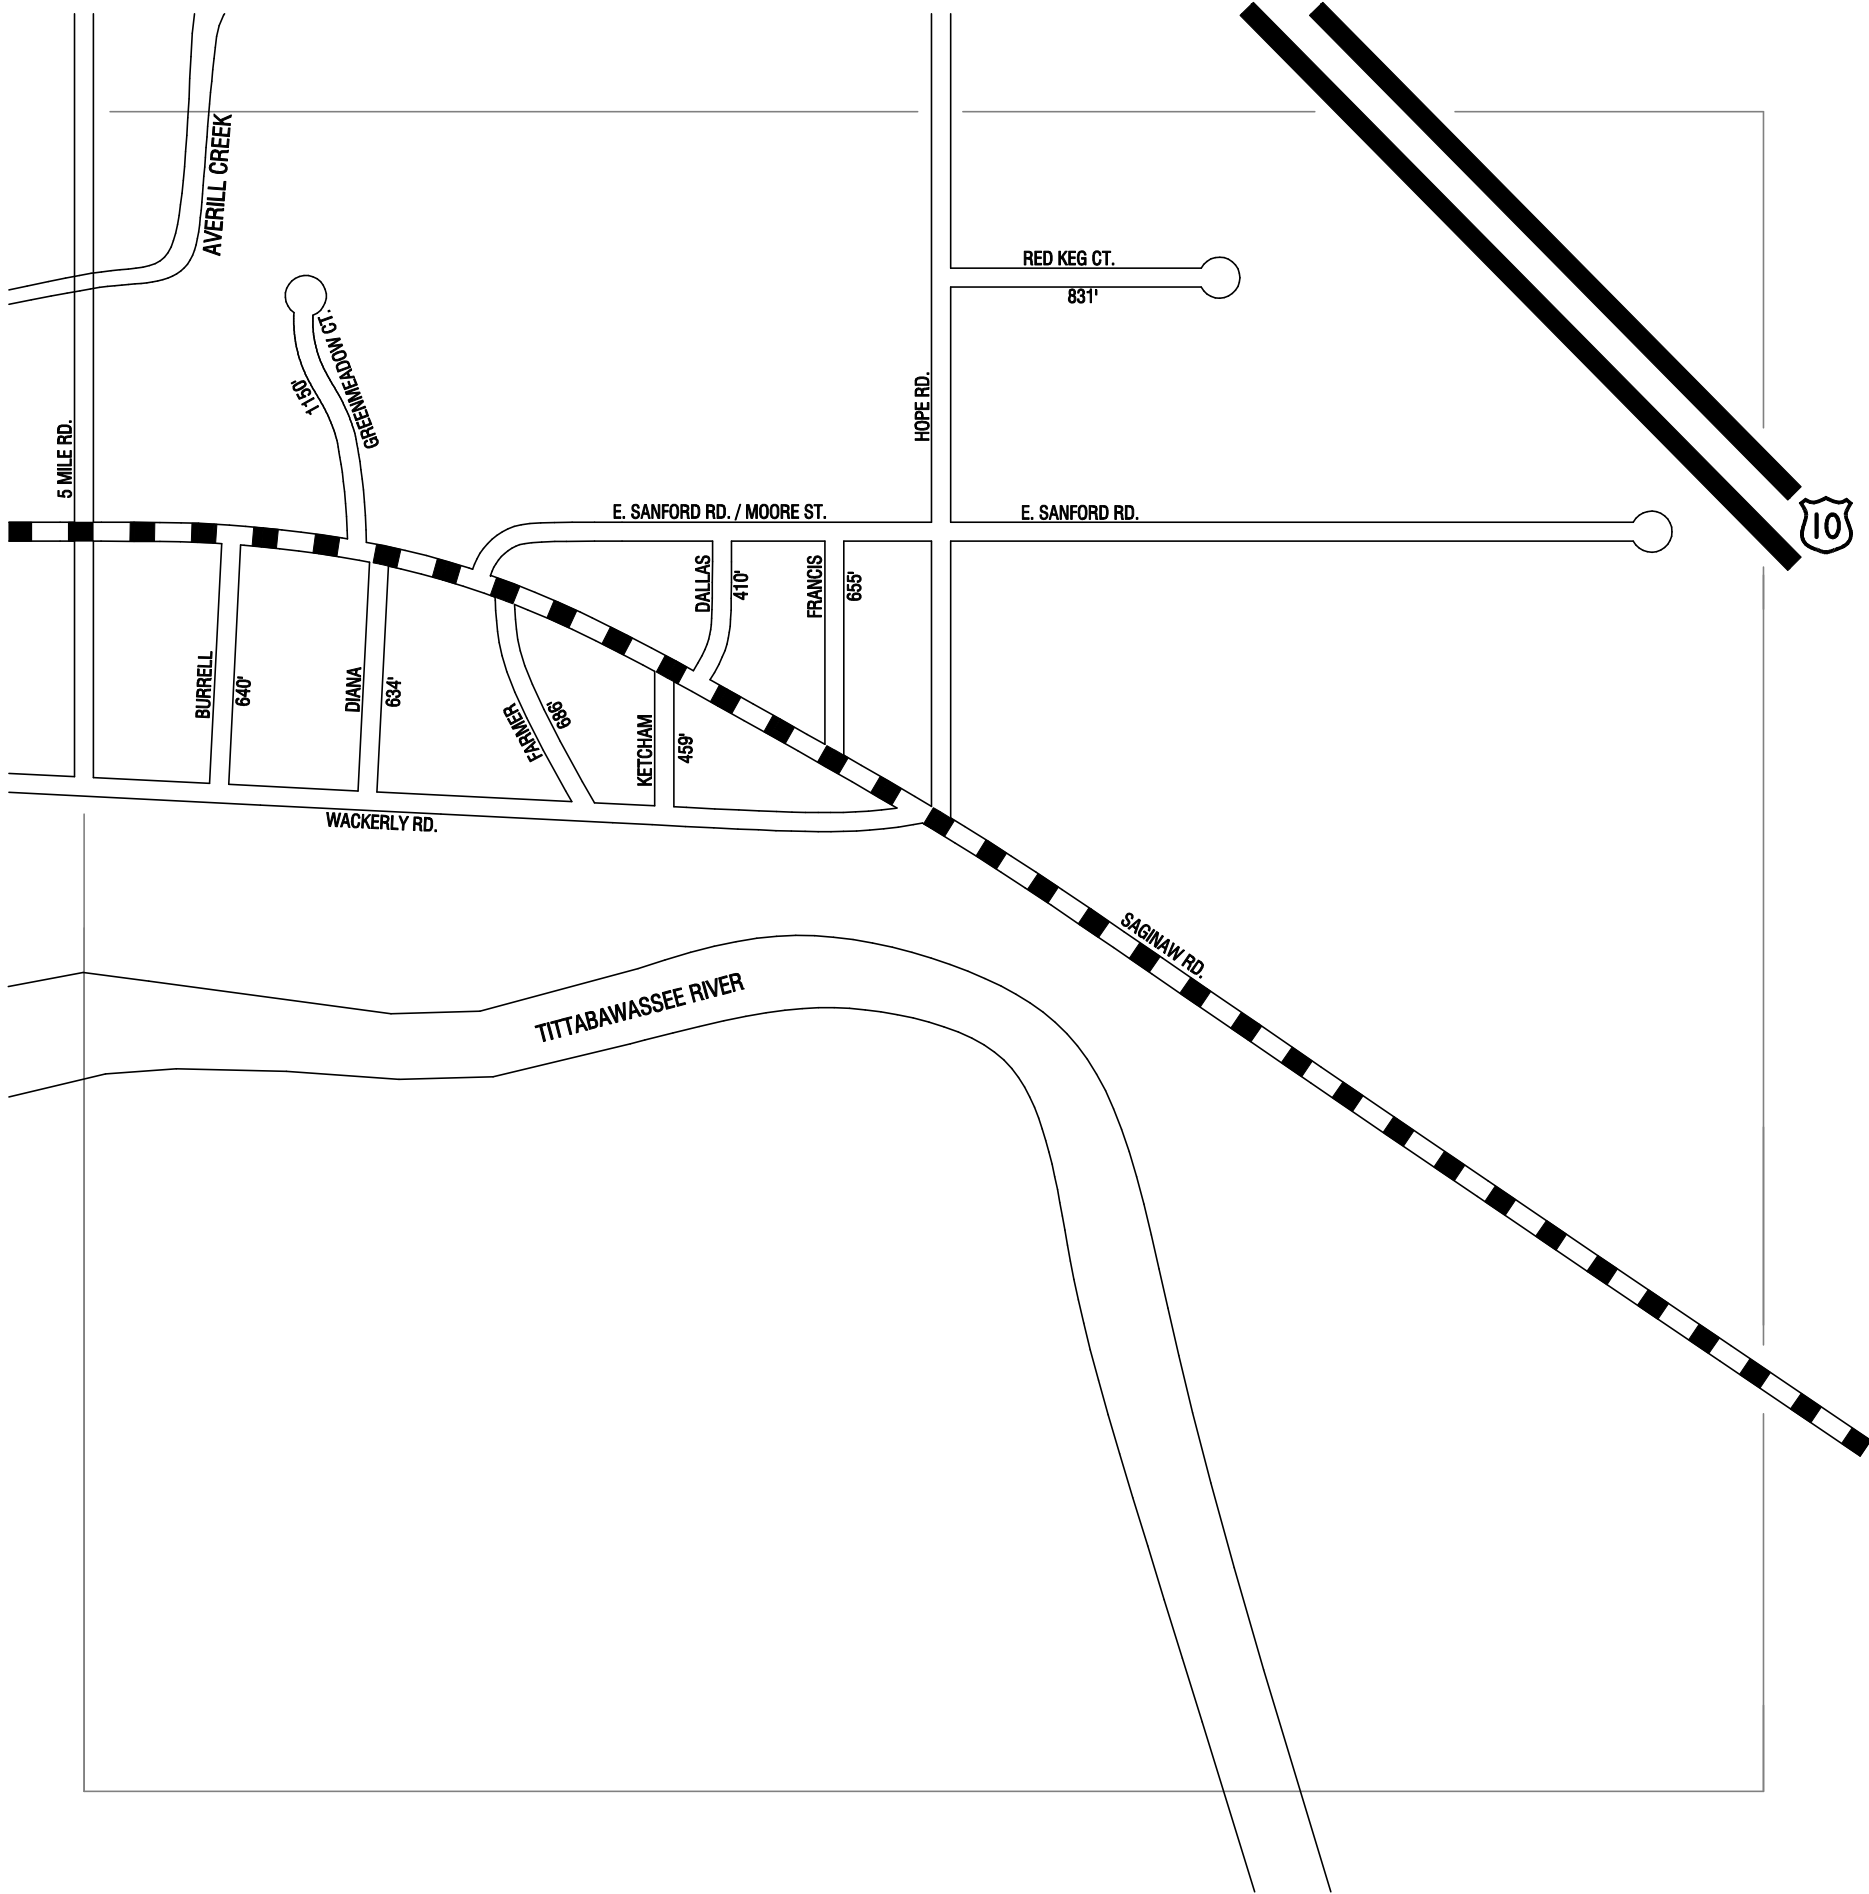 AVERILL CREEK
RED KEG CT.
831'
GREENMEADOW CT.
1150'
HOPE RD.
5 MILE RD.
E. SANFORD RD. / MOORE ST.
E. SANFORD RD.
10
DALLAS
410'
FRANCIS
655'
BURRELL
640'
DIANA
634'
FARMER
686'
KETCHAM
459'
WACKERLY RD.
SAGINAW RD.
TITTABAWASSEE RIVER